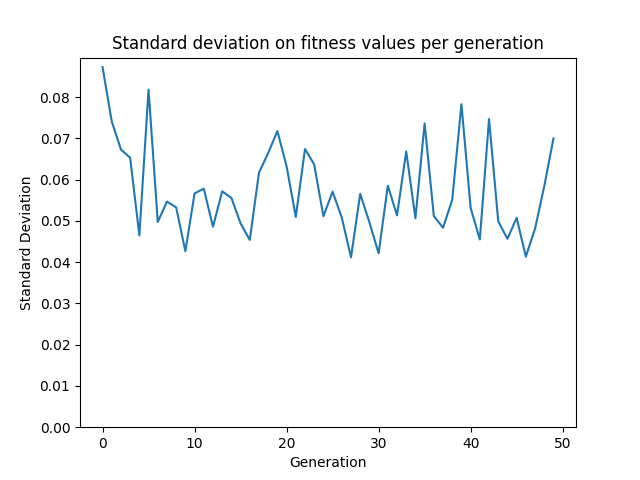 Standard deviation on fitness values per generation
Standard Deviation
0.08
0.07
0.06
0.05
0.04
0.03
0.02
0.01
0.00
0 10 20 30 40 50
Generation